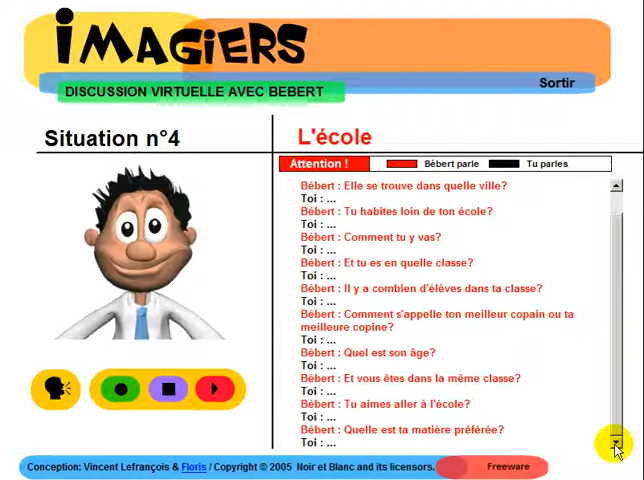 iMAGiERS
Sortir
DISCUSSION VIRTUELLE AVEC BEBERT
Situation n°4
L'école
Attention ! Bébert parle Tu parles
Bébert : Elle se trouve dans quelle ville?
Toi : ...
Bébert : Tu habites loin de ton école?
Toi : ...
Bébert : Comment tu y vas?
Toi : ...
Bébert : Et tu es en quelle classe?
Toi : ...
Bébert : Il y a combien d'élèves dans ta classe?
Toi : ...
Bébert : Comment s'appelle ton meilleur copain ou ta
meilleure copine?
Toi : ...
Bébert : Quel est son âge?
Toi : ...
Bébert : Et vous êtes dans la même classe?
Toi : ...
Bébert : Tu aimes aller à l'école?
Toi : ...
Bébert : Quelle est ta matière préférée?
Toi : ...
Conception: Vincent Lefrançois & Floris / Copyright © 2005 Noir et Blanc and its licensors. Freeware